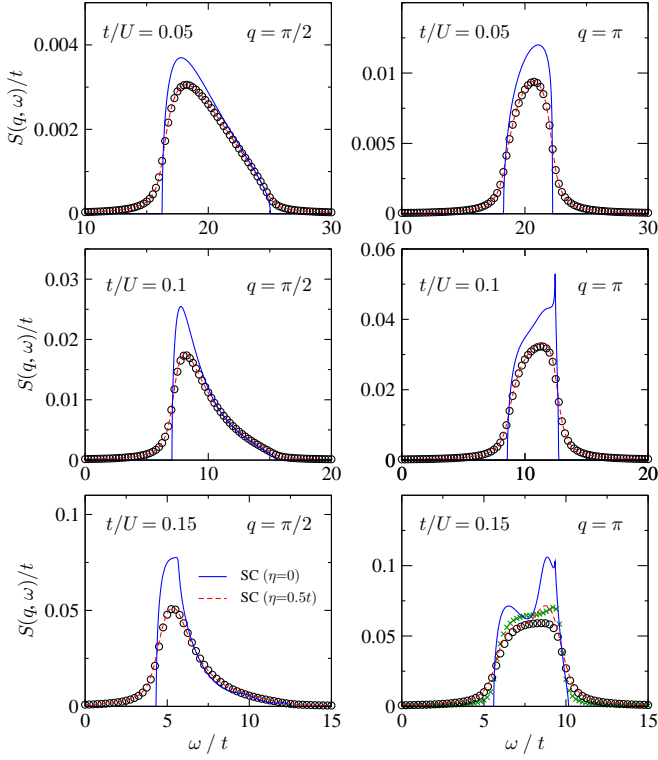 t/U = 0.05 q = π/2
S(q, ω)/t
0.004
0.002
0
10 20 30
t/U = 0.05 q = π
0.01
0.005
0
10 20 30
t/U = 0.1 q = π/2
S(q, ω)/t
0.03
0.02
0.01
0
0 10 20
t/U = 0.1 q = π
0.06
0.04
0.02
0
0 10 20
t/U = 0.15 q = π/2
SC (η=0)
SC (η=0.5t)
S(q, ω)/t
0.1
0.05
0
0 5 10 15
ω / t
t/U = 0.15 q = π
0.15
0.1
0.05
0
0 5 10 15
ω / t